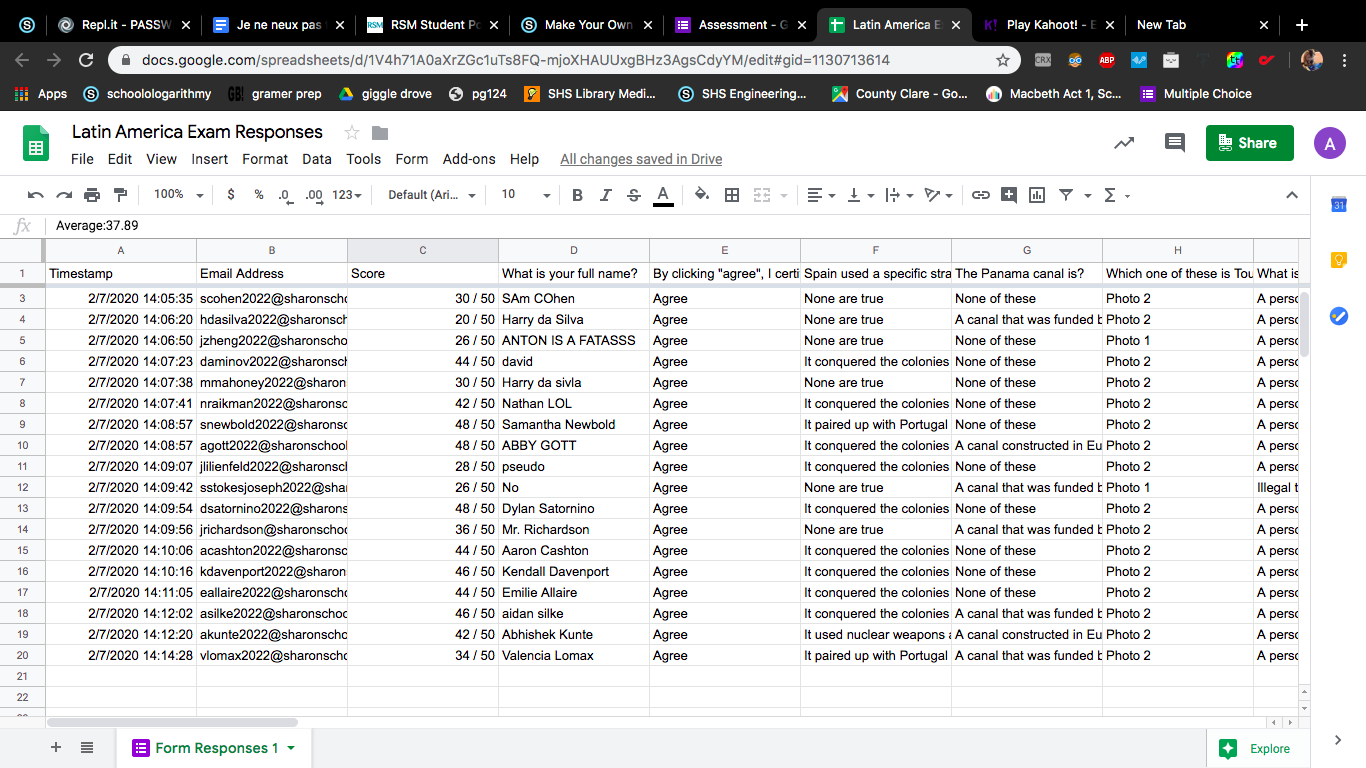 Repl.it - PASSW Je ne neux pas RSM RSM Student Po Make Your Own Assessment - G Latin America E Play Kahoot! - E New Tab
docs.google.com/spreadsheets/d/1V4h71A0aXrZGc1uTs8FQ-mjoXHAUUxgBHz3AgsCdyYM/edit#gid=1130713614 CRX ABP
Apps schoolologarithmy GB! gramer prep giggle drove pg124 SHS Library Medi... SHS Engineering... County Clare - Go... Macbeth Act 1, Sc... Multiple Choice
Latin America Exam Responses
File Edit View Insert Format Data Tools Form Add-ons Help All changes saved in Drive Share A
100% $ % .0 .00 123 Default (Ari... 10 B I S A Σ
fx Average:37.89 31
A B C D E F G H
1 Timestamp Email Address Score What is your full name? By clicking "agree", I certi Spain used a specific stra The Panama canal is? Which one of these is Tou What is
3 2/7/2020 14:05:35 scohen2022@sharonscho 30 / 50 SAm COhen Agree None are true None of these Photo 2 A perso
4 2/7/2020 14:06:20 hdasilva2022@sharonsch 20 / 50 Harry da Silva Agree None are true A canal that was funded b Photo 2 A perso
5 2/7/2020 14:06:50 jzheng2022@sharonscho 26 / 50 ANTON IS A FATASSS Agree None are true None of these Photo 1 A perso
6 2/7/2020 14:07:23 daminov2022@sharonsc 44 / 50 david Agree It conquered the colonies None of these Photo 2 A perso
7 2/7/2020 14:07:38 mmahoney2022@sharon 30 / 50 Harry da sivla Agree None are true None of these Photo 2 A perso
8 2/7/2020 14:07:41 nraikman2022@sharonsc 42 / 50 Nathan LOL Agree It conquered the colonies None of these Photo 2 A perso
9 2/7/2020 14:08:57 snewbold2022@sharonsc 48 / 50 Samantha Newbold Agree It paired up with Portugal None of these Photo 2 A perso
10 2/7/2020 14:08:57 agott2022@sharonschool 48 / 50 ABBY GOTT Agree It conquered the colonies A canal constructed in Eu Photo 2 A perso
11 2/7/2020 14:09:07 jlilienfeld2022@sharonscl 28 / 50 pseudo Agree It conquered the colonies None of these Photo 2 A perso
12 2/7/2020 14:09:42 sstokesjoseph2022@shar 26 / 50 No Agree None are true A canal that was funded b Photo 1 Illegal t
13 2/7/2020 14:09:54 dsatornino2022@sharons 48 / 50 Dylan Satornino Agree It conquered the colonies None of these Photo 2 A perso
14 2/7/2020 14:09:56 jrichardson@sharonschoo 36 / 50 Mr. Richardson Agree None are true A canal that was funded b Photo 2 A perso
15 2/7/2020 14:10:06 acashton2022@sharonsc 44 / 50 Aaron Cashton Agree It conquered the colonies None of these Photo 2 A perso
16 2/7/2020 14:10:16 kdavenport2022@sharon 46 / 50 Kendall Davenport Agree It conquered the colonies None of these Photo 2 A perso
17 2/7/2020 14:11:05 eallaire2022@sharonscho 44 / 50 Emilie Allaire Agree It conquered the colonies None of these Photo 2 A perso
18 2/7/2020 14:12:02 asilke2022@sharonschoo 46 / 50 aidan silke Agree It conquered the colonies A canal that was funded b Photo 2 A perso
19 2/7/2020 14:12:20 akunte2022@sharonscho 42 / 50 Abhishek Kunte Agree It used nuclear weapons a A canal constructed in Eu Photo 2 A perso
20 2/7/2020 14:14:28 vlomax2022@sharonscho 34 / 50 Valencia Lomax Agree It paired up with Portugal A canal that was funded b Photo 2 A perso
21
22
Form Responses 1 Explore